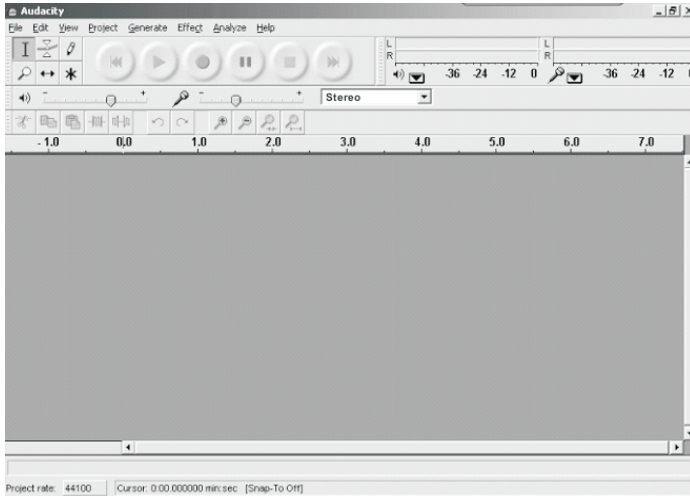 Audacity
File Edit View Project Generate Effect Analyze Help
L
R
L
R
-36 -24 -12 0
-36 -24 -12
- + - + Stereo
- 1.0 0,0 1.0 2.0 3.0 4.0 5.0 6.0 7.0
Project rate: 44100 Cursor: 0:00.000000 min:sec [Snap-To Off]